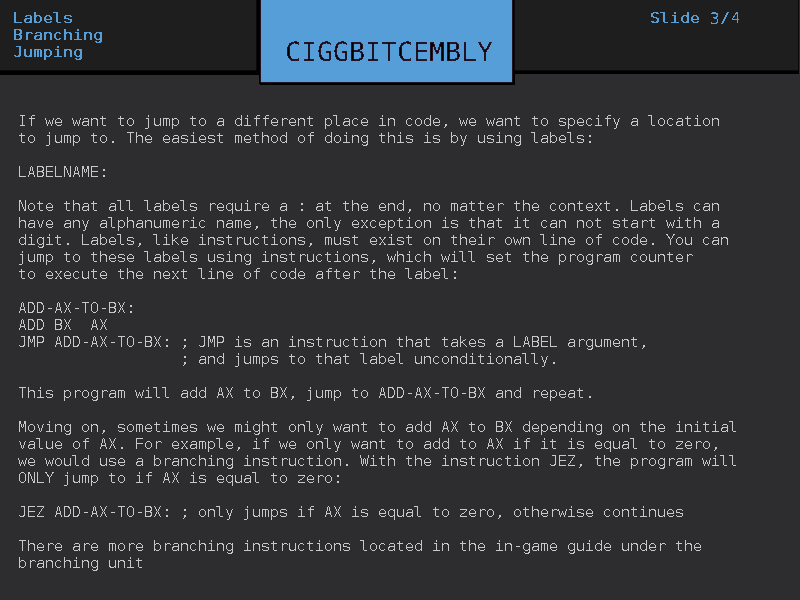 Labels
Branching
Jumping
CIGGBITCEMBLY
Slide 3/4
If we want to jump to a different place in code, we want to specify a location
to jump to. The easiest method of doing this is by using labels:
LABELNAME:
Note that all labels require a : at the end, no matter the context. Labels can
have any alphanumeric name, the only exception is that it can not start with a
digit. Labels, like instructions, must exist on their own line of code. You can
jump to these labels using instructions, which will set the program counter
to execute the next line of code after the label:
ADD-AX-TO-BX:
ADD BX  AX
JMP ADD-AX-TO-BX: ; JMP is an instruction that takes a LABEL argument,
; and jumps to that label unconditionally.
This program will add AX to BX, jump to ADD-AX-TO-BX and repeat.
Moving on, sometimes we might only want to add AX to BX depending on the initial
value of AX. For example, if we only want to add to AX if it is equal to zero,
we would use a branching instruction. With the instruction JEZ, the program will
ONLY jump to if AX is equal to zero:
JEZ ADD-AX-TO-BX: ; only jumps if AX is equal to zero, otherwise continues
There are more branching instructions located in the in-game guide under the
branching unit